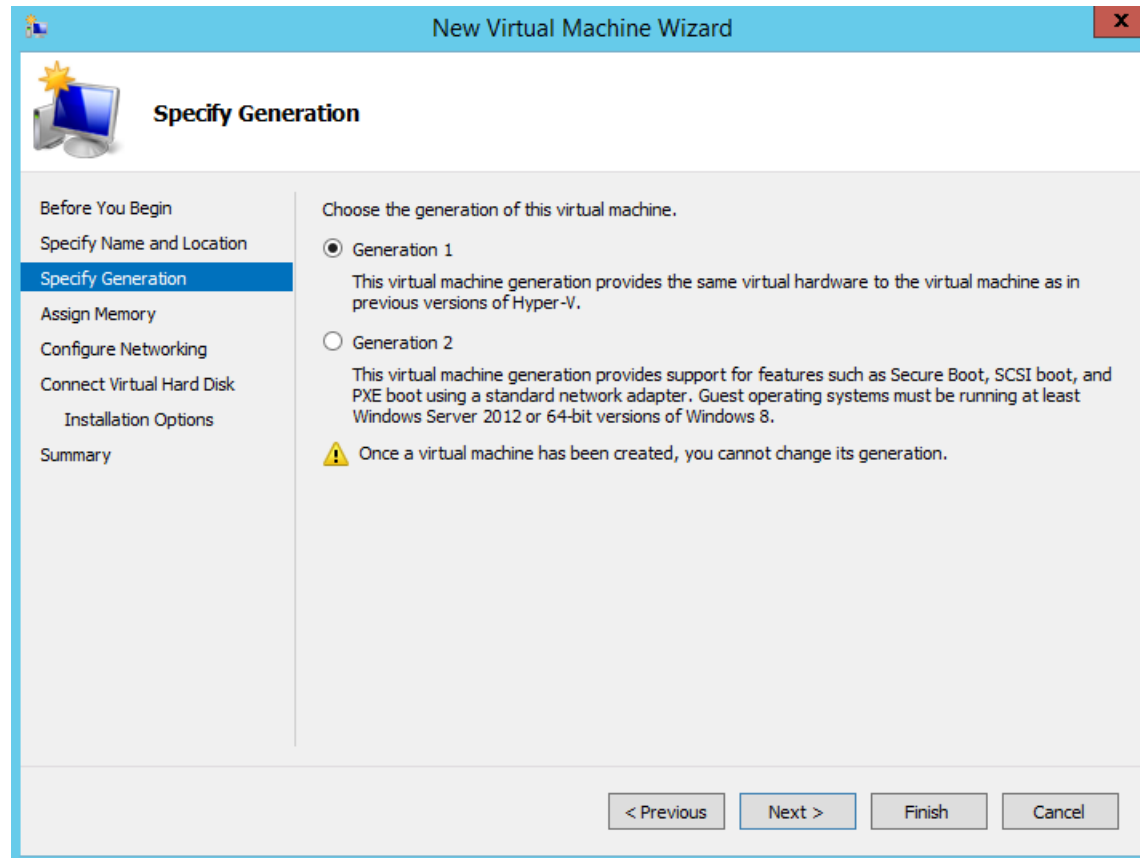 New Virtual Machine Wizard
x
Specify Generation
Before You Begin
Specify Name and Location
Specify Generation
Assign Memory
Configure Networking
Connect Virtual Hard Disk
Installation Options
Summary
Choose the generation of this virtual machine.
Generation 1
This virtual machine generation provides the same virtual hardware to the virtual machine as in
previous versions of Hyper-V.
Generation 2
This virtual machine generation provides support for features such as Secure Boot, SCSI boot, and
PXE boot using a standard network adapter. Guest operating systems must be running at least
Windows Server 2012 or 64-bit versions of Windows 8.
Once a virtual machine has been created, you cannot change its generation.
< Previous
Next >
Finish
Cancel